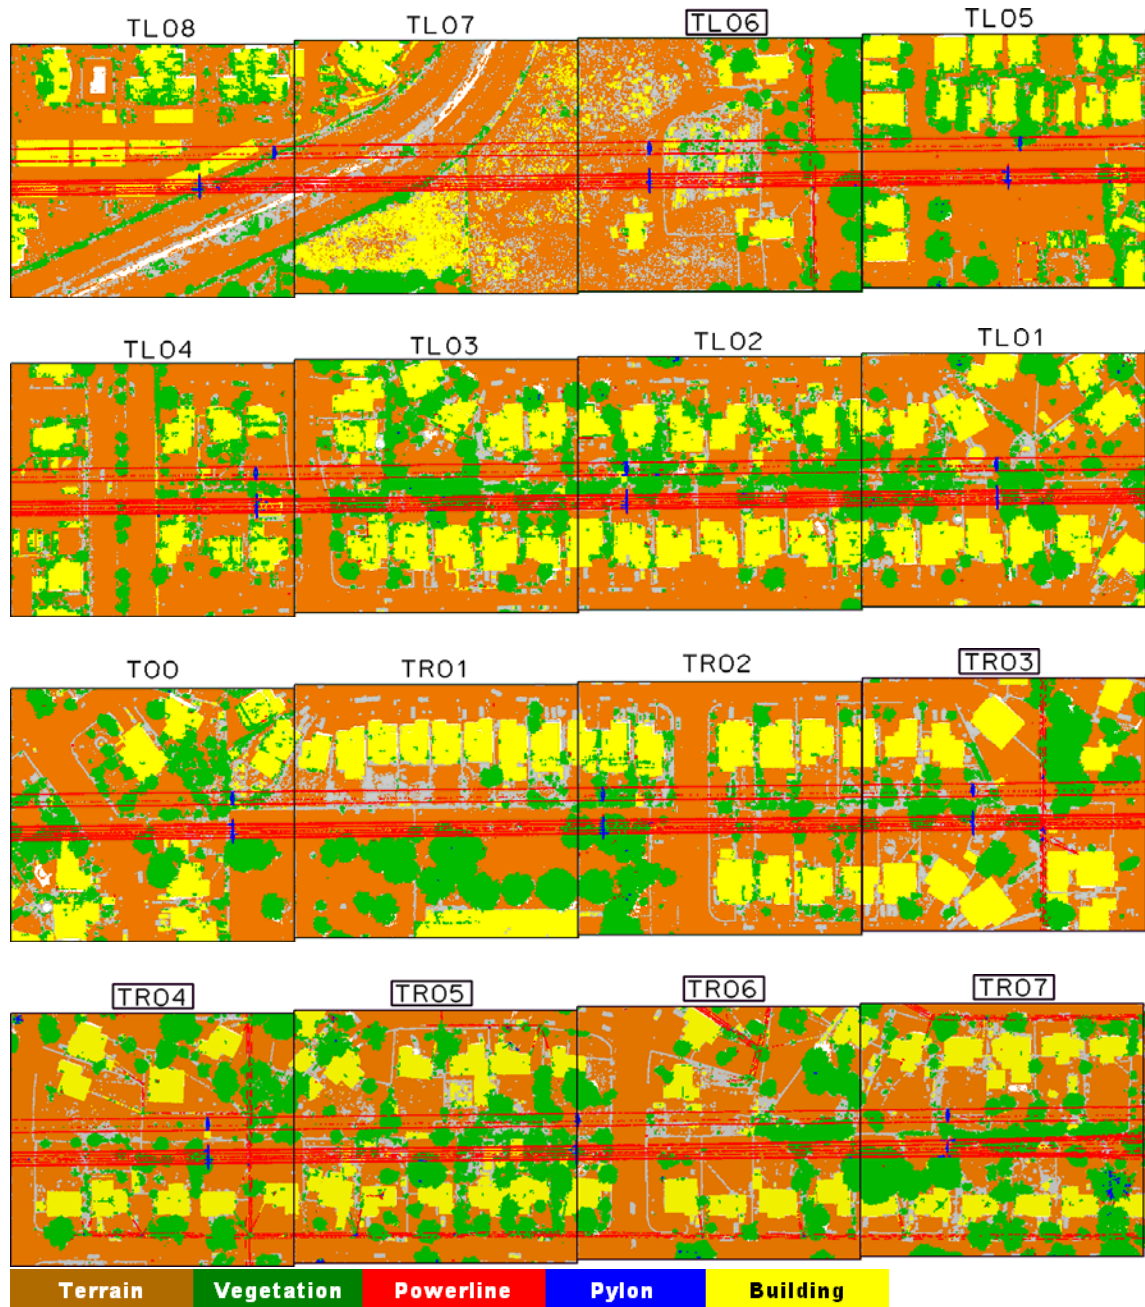 TL08 TL07 TL06 TL05
TL04 TL03 TL02 TL01
T00 TR01 TR02 TR03
TR04 TR05 TR06 TR07
Terrain Vegetation Powerline Pylon Building